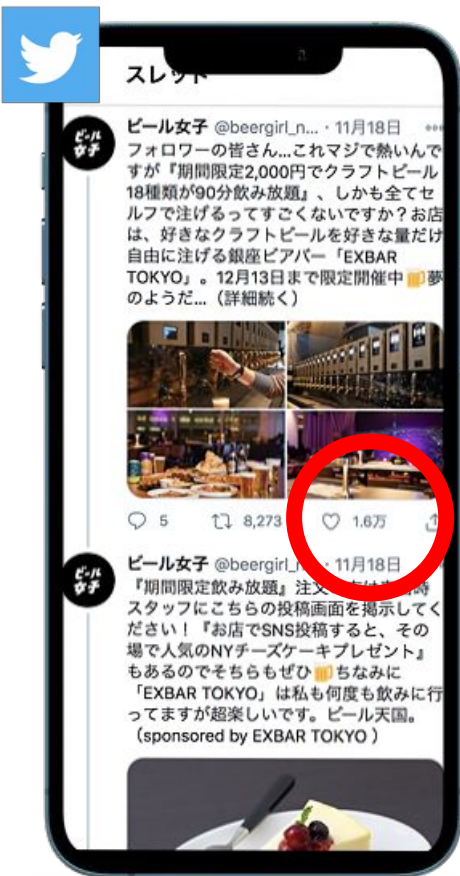 スレッド
ビール女子 @beergirl_n... · 11月18日
フォロワーの皆さん...これマジで熱いんで
すが『期間限定2,000円でクラフトビール
18種類が90分飲み放題』、しかも全てセ
ルフで注げるってすごくないですか？お店
は、好きなクラフトビールを好きな量だけ
自由に注げる銀座ビアバー「EXBAR
TOKYO」。12月13日まで限定開催中🍻夢
のようだ...（詳細続く）
5 8,273 1.6万
ビール女子 @beergirl_n... · 11月18日
『期間限定飲み放題』注文
スタッフにこちらの投稿画面を掲示してく
ださい！『お店でSNS投稿すると、その
場で人気のNYチーズケーキプレゼント』
もあるのでそちらもぜひ🍻ちなみに
「EXBAR TOKYO」は私も何度も飲みに行
ってますが超楽しいです。ビール天国。
（sponsored by EXBAR TOKYO ）
ビール
女子
ビール
女子